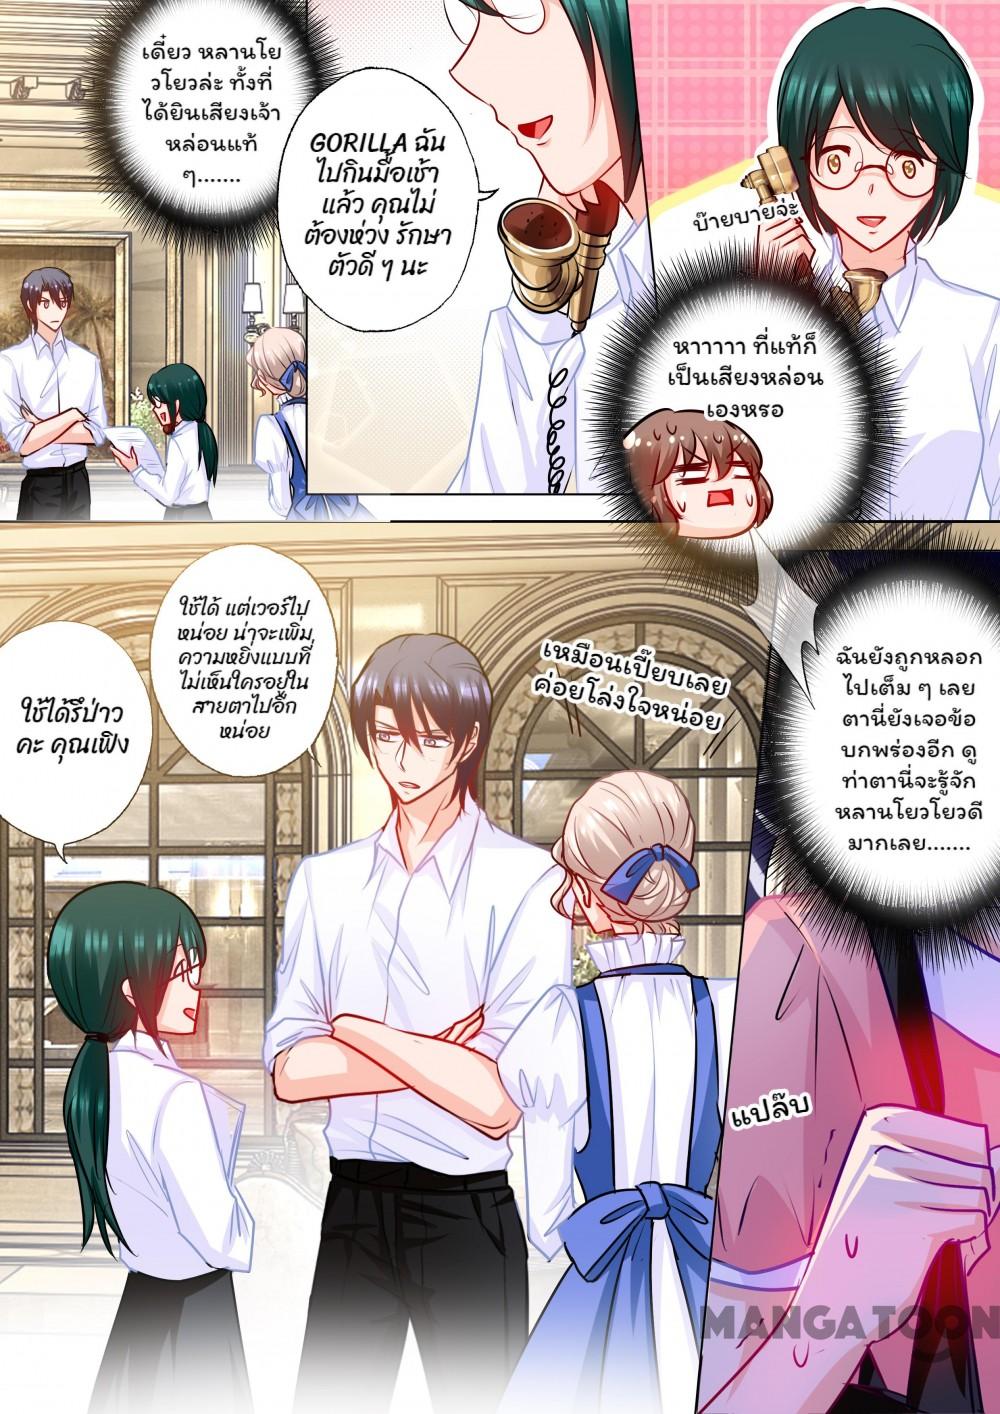 เดี๋ยว หลานโย
วโยวล่ะ ทั้งที่
ได้ยินเสียงเจ้า
หล่อนแท้
ๆ.......
GORILLA ฉัน
ไปกินมื้อเช้า
แล้ว คุณไม่
ต้องห่วง รักษา
ตัวดี ๆ นะ
บ๊ายบายจ่ะ
หาาาาา ที่แท้ก็
เป็นเสียงหล่อน
เองหรอ
ใช้ได้รึป่าว
คะ คุณเฟิง
ใช้ได้ แต่เวอร์ไป
หน่อย น่าจะเพิ่ม
ความหยิ่งแบบที่
ไม่เห็นใครอยู่ใน
สายตาไปอีก
หน่อย
เหมือนเปี๊ยบเลย
ค่อยโล่งใจหน่อย
ฉันยังถูกหลอก
ไปเต็ม ๆ เลย
ตานี่ยังเจอข้อ
บกพร่องอีก ดู
ท่าตานี่จะรู้จัก
หลานโยวโยวดี
มากเลย.......
แปล๊บ
MANGATOON